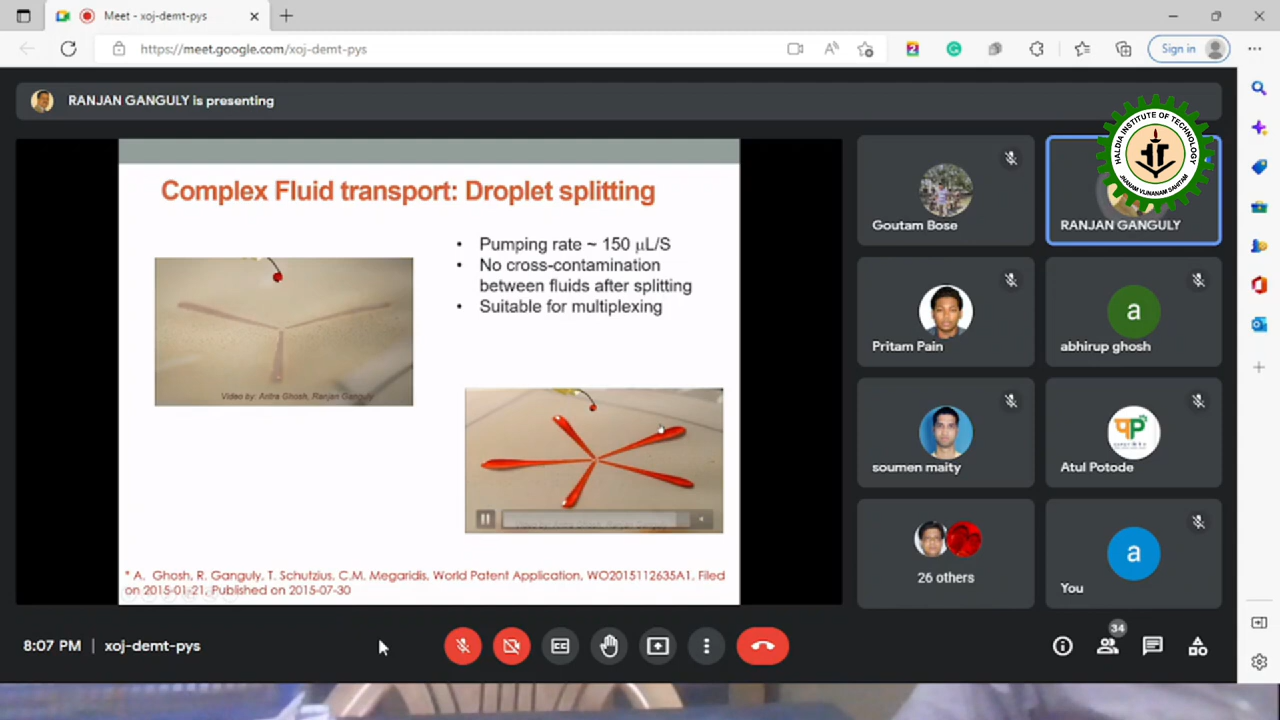 Meet - xoj-demt-pys
https://meet.google.com/xoj-demt-pys
Sign in
RANJAN GANGULY is presenting
HALDIA INSTITUTE OF TECHNOLOGY
Complex Fluid transport: Droplet splitting
• Pumping rate ~ 150 μL/S
• No cross-contamination
between fluids after splitting
• Suitable for multiplexing
Ranjan Ganguly
* A. Ghosh, R. Ganguly, T. Schutzius, C.M. Megaridis, World Patent Application, WO2015112635A1, Filed
on 2015-01-21, Published on 2015-07-30
Goutam Bose
RANJAN GANGULY
Pritam Pain
a
abhirup ghosh
soumen maity
Atul Potode
26 others
a
You
8:07 PM | xoj-demt-pys
34